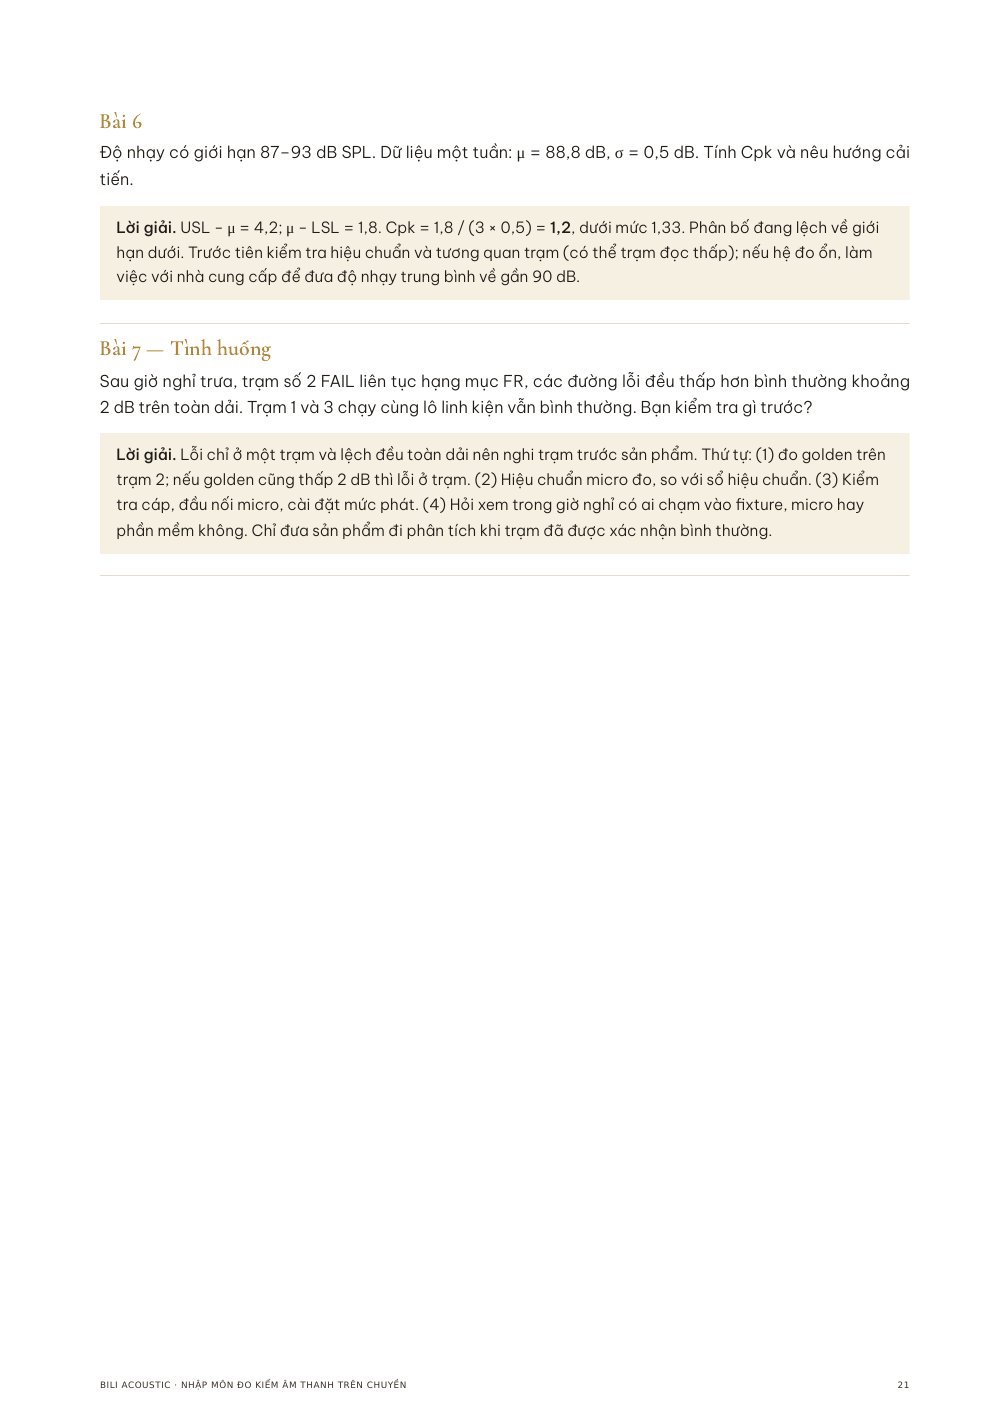 Bài 6
Độ nhạy có giới hạn 87–93 dB SPL. Dữ liệu một tuần: μ = 88,8 dB, σ = 0,5 dB. Tính Cpk và nêu hướng cải
tiến.
Lời giải. USL − μ = 4,2; μ − LSL = 1,8. Cpk = 1,8 / (3 × 0,5) = 1,2, dưới mức 1,33. Phân bố đang lệch về giới
hạn dưới. Trước tiên kiểm tra hiệu chuẩn và tương quan trạm (có thể trạm đọc thấp); nếu hệ đo ổn, làm
việc với nhà cung cấp để đưa độ nhạy trung bình về gần 90 dB.
Bài 7 — Tình huống
Sau giờ nghỉ trưa, trạm số 2 FAIL liên tục hạng mục FR, các đường lỗi đều thấp hơn bình thường khoảng
2 dB trên toàn dải. Trạm 1 và 3 chạy cùng lô linh kiện vẫn bình thường. Bạn kiểm tra gì trước?
Lời giải. Lỗi chỉ ở một trạm và lệch đều toàn dải nên nghi trạm trước sản phẩm. Thứ tự: (1) đo golden trên
trạm 2; nếu golden cũng thấp 2 dB thì lỗi ở trạm. (2) Hiệu chuẩn micro đo, so với sổ hiệu chuẩn. (3) Kiểm
tra cáp, đầu nối micro, cài đặt mức phát. (4) Hỏi xem trong giờ nghỉ có ai chạm vào fixture, micro hay
phần mềm không. Chỉ đưa sản phẩm đi phân tích khi trạm đã được xác nhận bình thường.
BILI ACOUSTIC · NHẬP MÔN ĐO KIỂM ÂM THANH TRÊN CHUYỀN
21